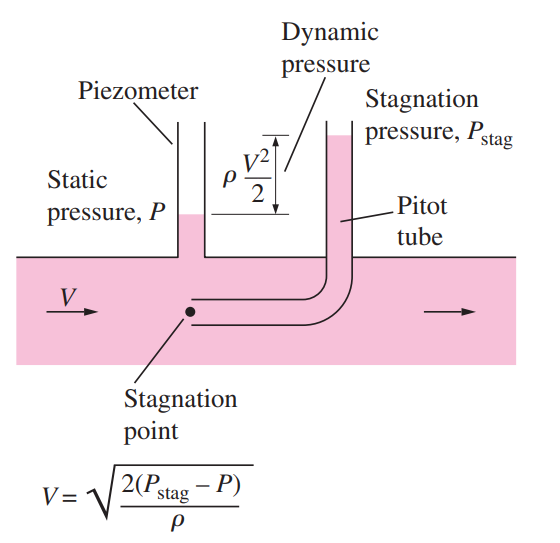 Dynamic
pressure
Piezometer
Stagnation
pressure, P_stag
ρ V²/2
Static
pressure, P
Pitot
tube
V
Stagnation
point
V = √(2(P_stag – P)/ρ)